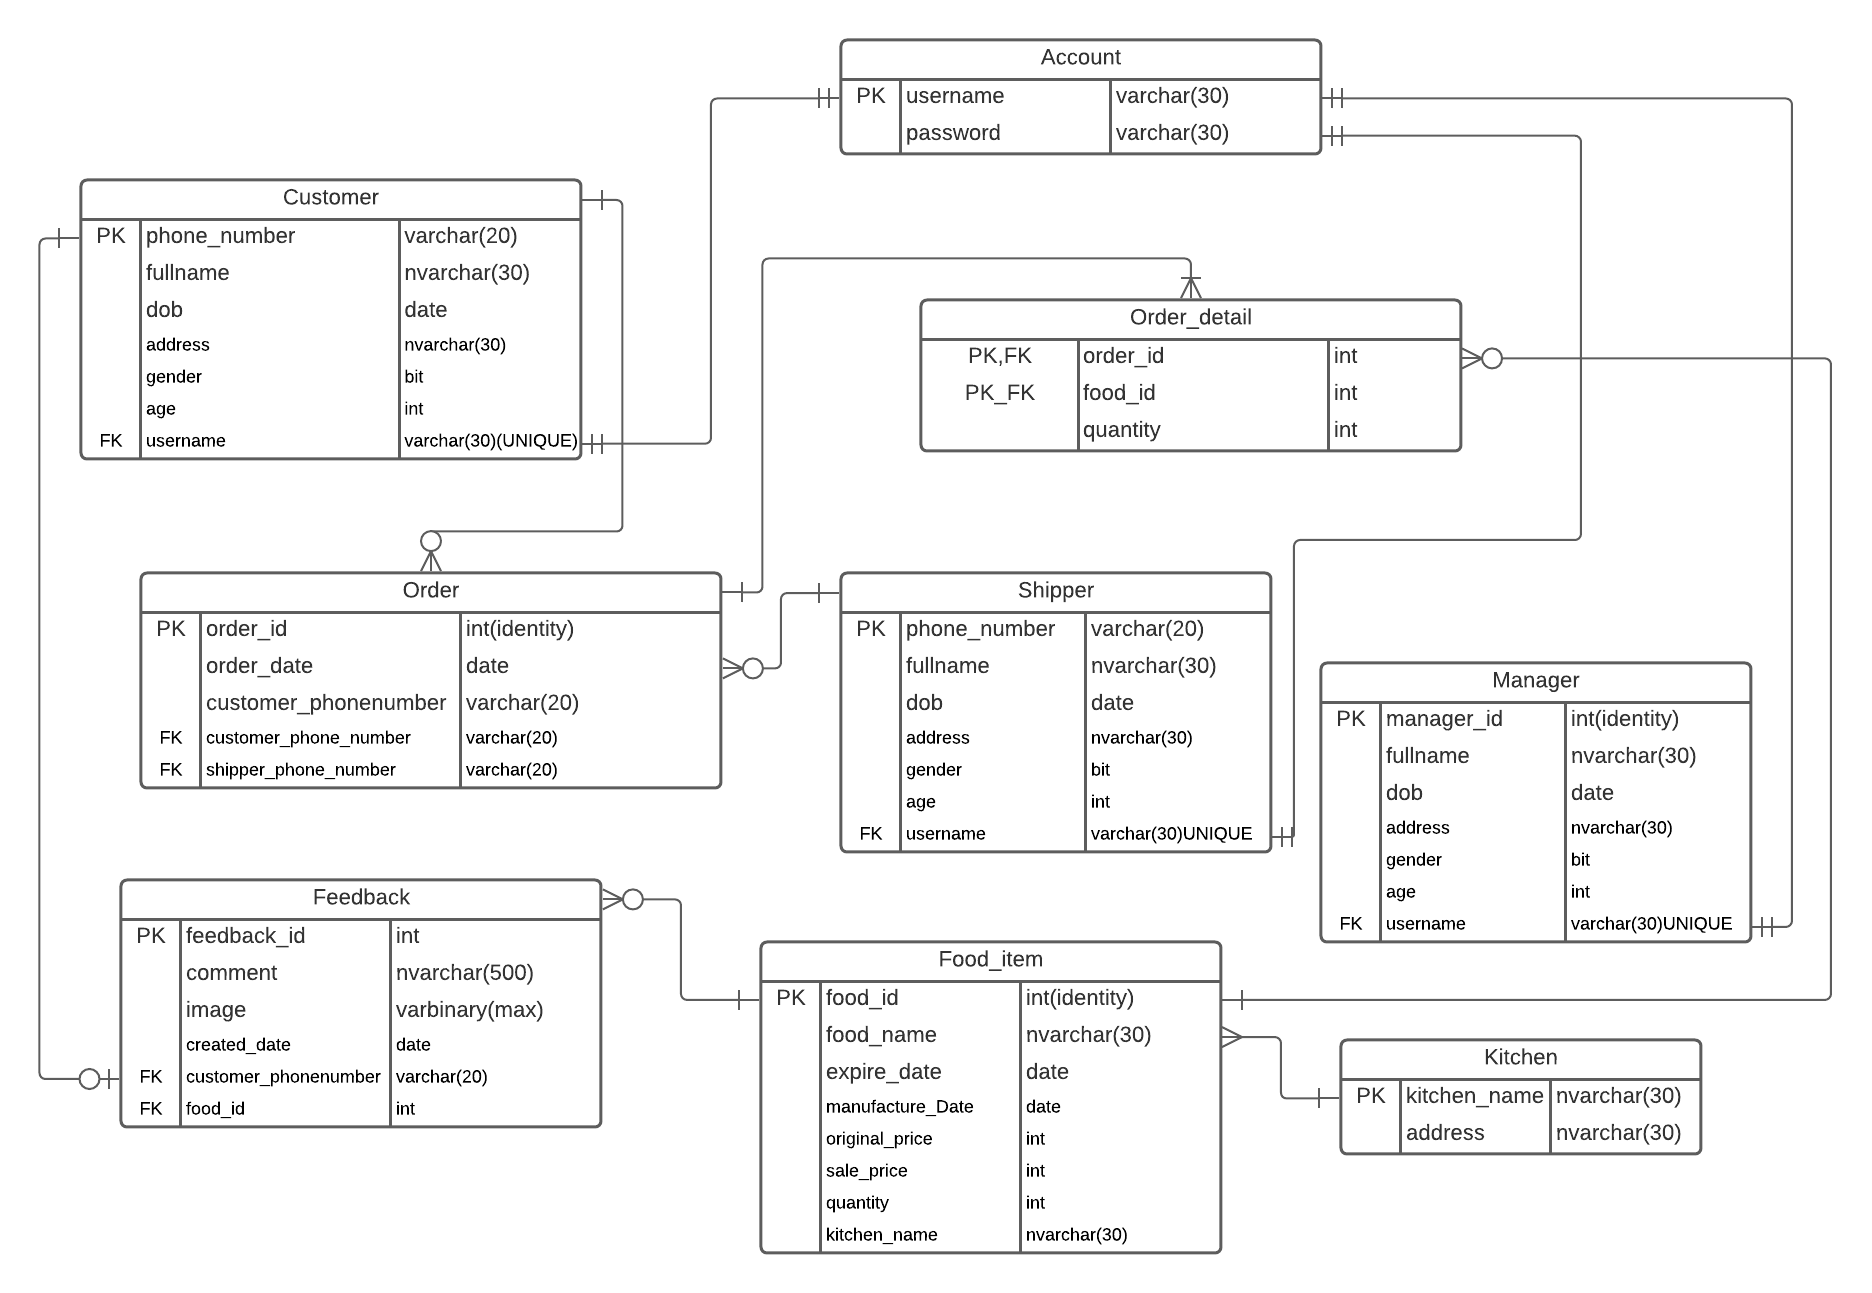 Account
PK username varchar(30)
password varchar(30)
Customer
PK phone_number varchar(20)
fullname nvarchar(30)
dob date
address nvarchar(30)
gender bit
age int
FK username varchar(30)(UNIQUE)
Order_detail
PK,FK order_id int
PK_FK food_id int
quantity int
Order
PK order_id int(identity)
order_date date
customer_phonenumber varchar(20)
FK customer_phone_number varchar(20)
FK shipper_phone_number varchar(20)
Shipper
PK phone_number varchar(20)
fullname nvarchar(30)
dob date
address nvarchar(30)
gender bit
age int
FK username varchar(30)UNIQUE
Manager
PK manager_id int(identity)
fullname nvarchar(30)
dob date
address nvarchar(30)
gender bit
age int
FK username varchar(30)UNIQUE
Feedback
PK feedback_id int
comment nvarchar(500)
image varbinary(max)
created_date date
FK customer_phonenumber varchar(20)
FK food_id int
Food_item
PK food_id int(identity)
food_name nvarchar(30)
expire_date date
manufacture_Date date
original_price int
sale_price int
quantity int
kitchen_name nvarchar(30)
Kitchen
PK kitchen_name nvarchar(30)
address nvarchar(30)